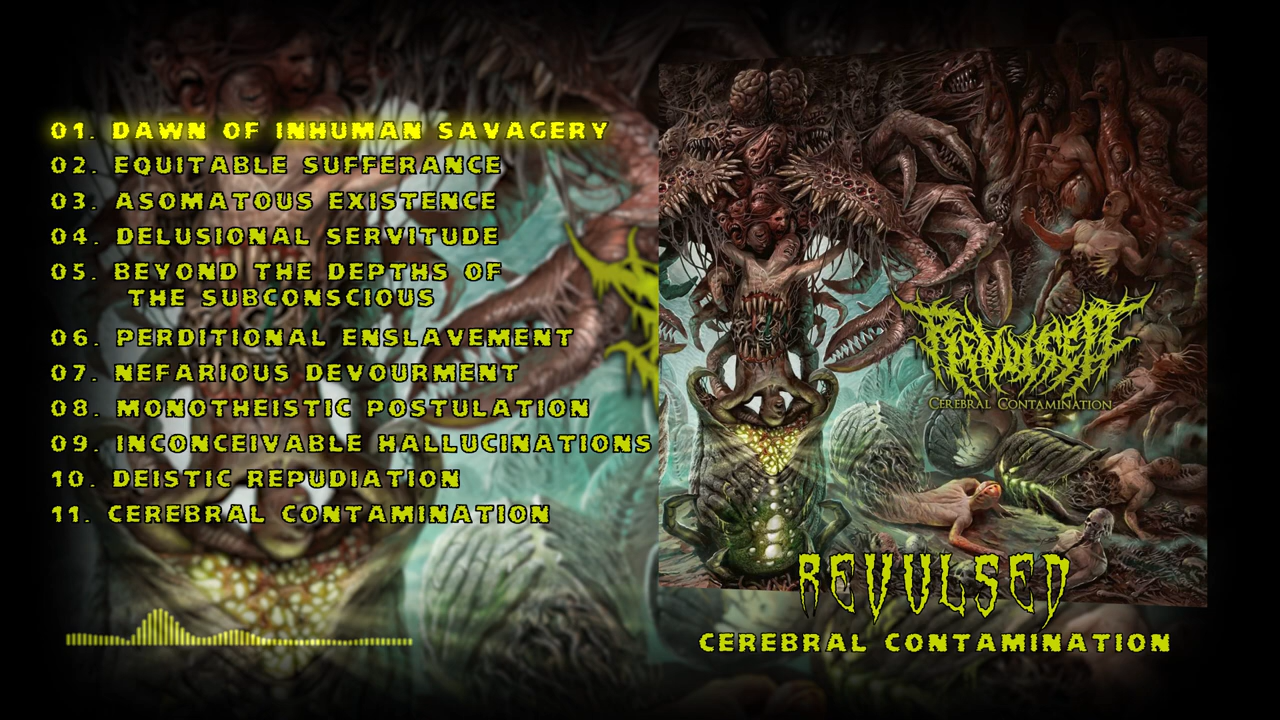 01. DAWN OF INHUMAN SAVAGERY
02. EQUITABLE SUFFERANCE
03. ASOMATOUS EXISTENCE
04. DELUSIONAL SERVITUDE
05. BEYOND THE DEPTHS OF
THE SUBCONSCIOUS
06. PERDITIONAL ENSLAVEMENT
07. NEFARIOUS DEVOURMENT
08. MONOTHEISTIC POSTULATION
09. INCONCEIVABLE HALLUCINATIONS
10. DEISTIC REPUDIATION
11. CEREBRAL CONTAMINATION
REVULSED
CEREBRAL CONTAMINATION
REVULSED
CEREBRAL CONTAMINATION